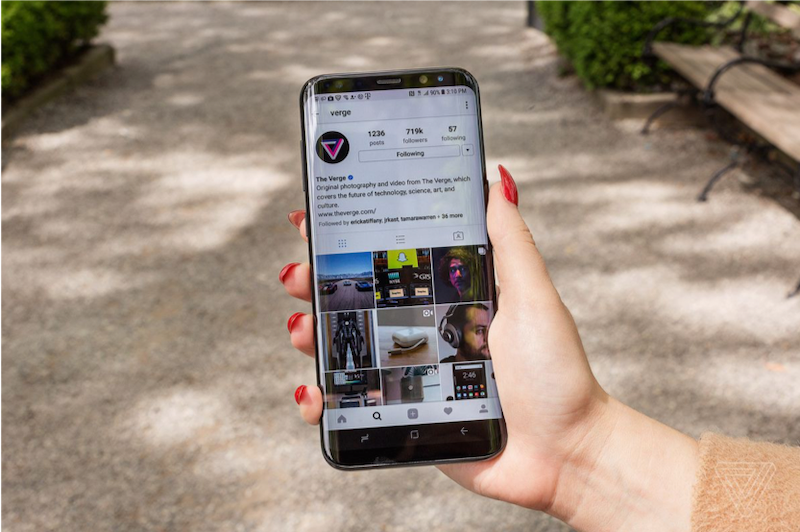 90% 3:10 PM
verge
1236 719k 57
posts followers following
Following
The Verge
Original photography and video from The Verge, which
covers the future of technology, science, art, and
culture.
www.theverge.com/
Followed by ericktiffany, jrkast, tamarawarren + 36 more
2:46